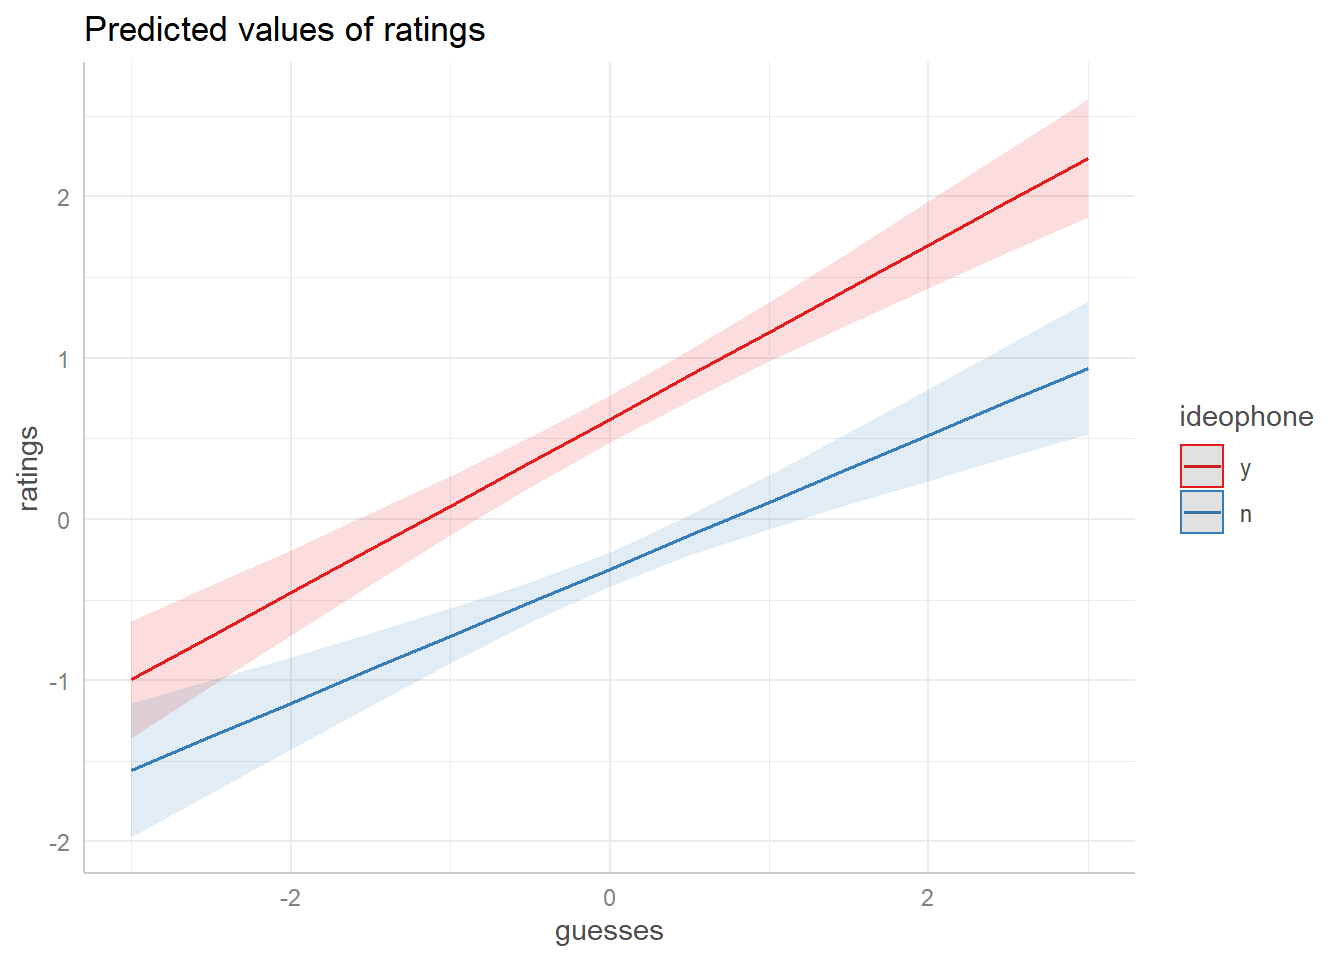 Predicted values of ratings
2
1
0
-1
-2
ratings
-2 0 2
guesses
ideophone
y
n